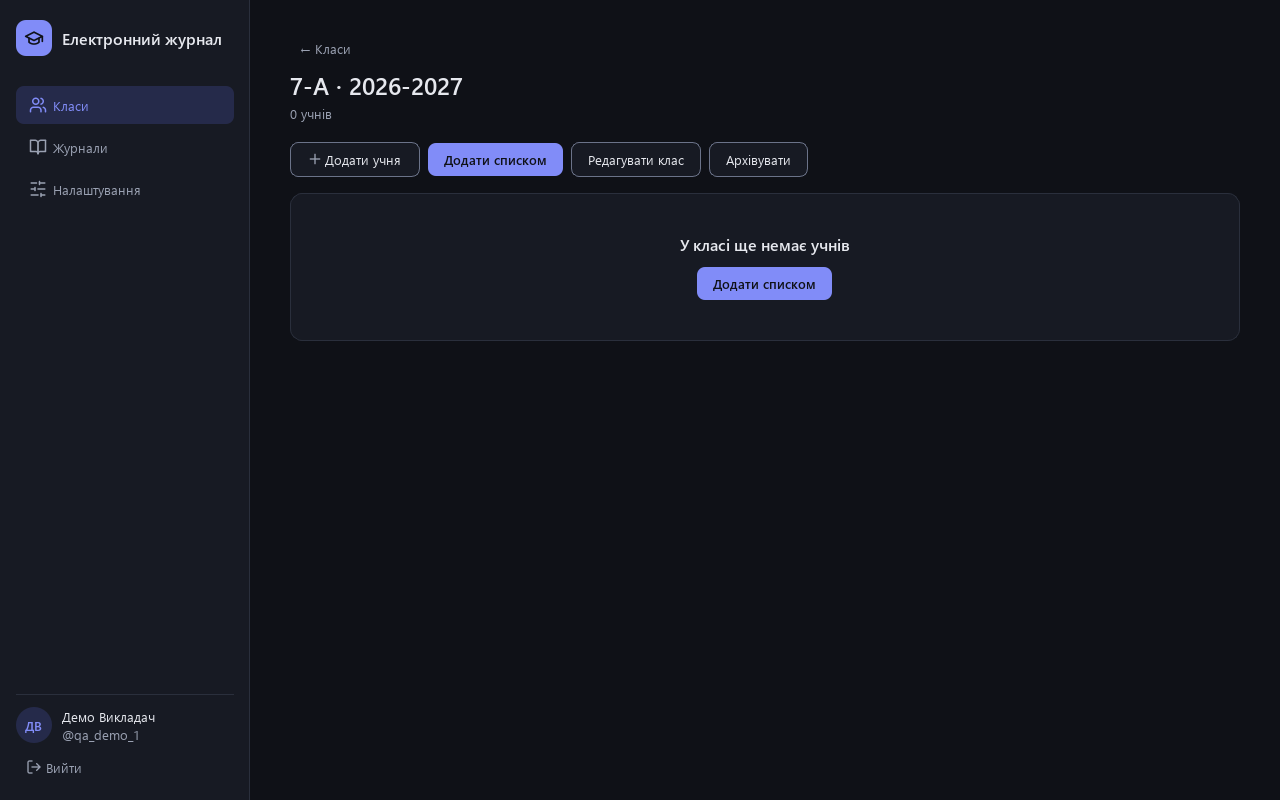 Електронний журнал
Класи
Журнали
Налаштування
Демо Викладач
ДВ
@qa_demo_1
Вийти
← Класи
7-А · 2026-2027
0 учнів
+ Додати учня
Додати списком
Редагувати клас
Архівувати
У класі ще немає учнів
Додати списком